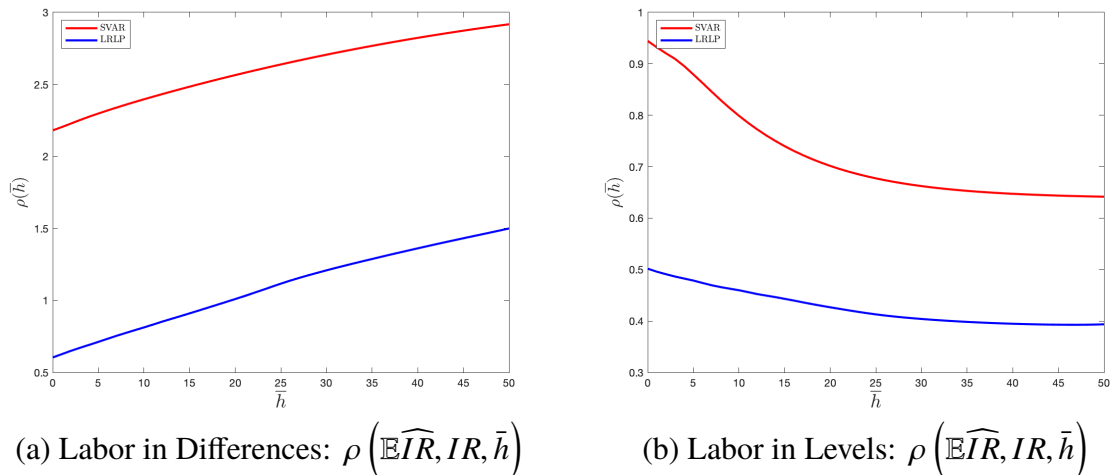 3
2.5
2
1.5
1
0.5
SVAR
LRLP
ρ(h̄)
0 5 10 15 20 25 30 35 40 45 50
h̄
(a) Labor in Differences: ρ(𝔼ÎR, IR, h̄)
1
0.9
0.8
0.7
0.6
0.5
0.4
0.3
SVAR
LRLP
ρ(h̄)
0 5 10 15 20 25 30 35 40 45 50
h̄
(b) Labor in Levels: ρ(𝔼ÎR, IR, h̄)